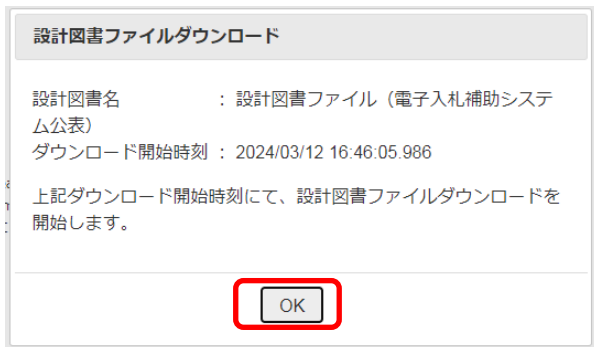 設計図書ファイルダウンロード
設計図書名 : 設計図書ファイル（電子入札補助システ
ム公表）
ダウンロード開始時刻 : 2024/03/12 16:46:05.986
上記ダウンロード開始時刻にて、設計図書ファイルダウンロードを
開始します。
OK